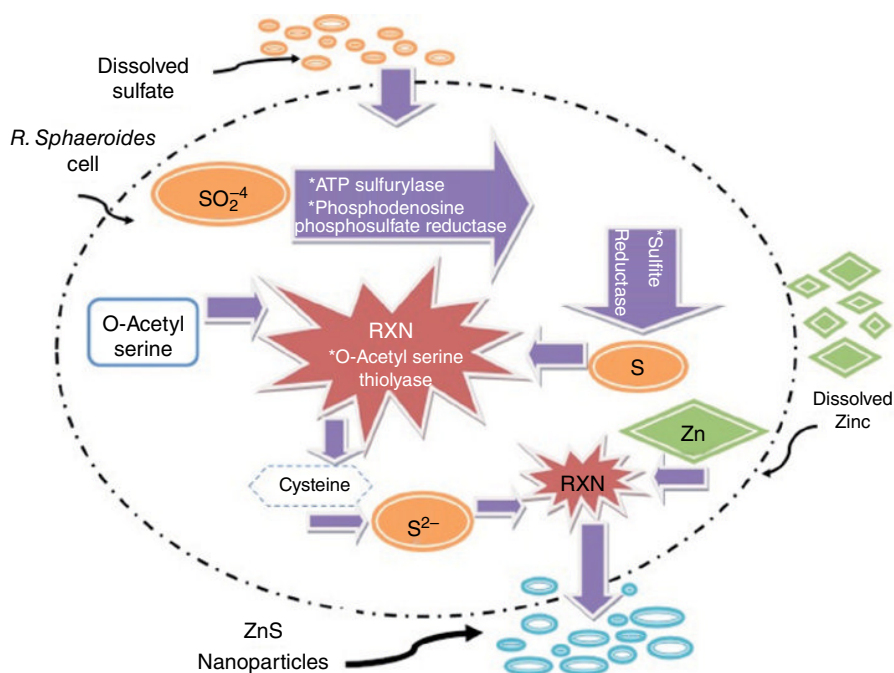 Dissolved
sulfate
R. Sphaeroides
cell
SO₂⁻⁴
*ATP sulfurylase
*Phosphodenosine
phosphosulfate reductase
*Sulfite
Reductase
O-Acetyl
serine
RXN
*O-Acetyl serine
thiolyase
S
Dissolved
Zinc
Zn
Cysteine
RXN
S²⁻
ZnS
Nanoparticles